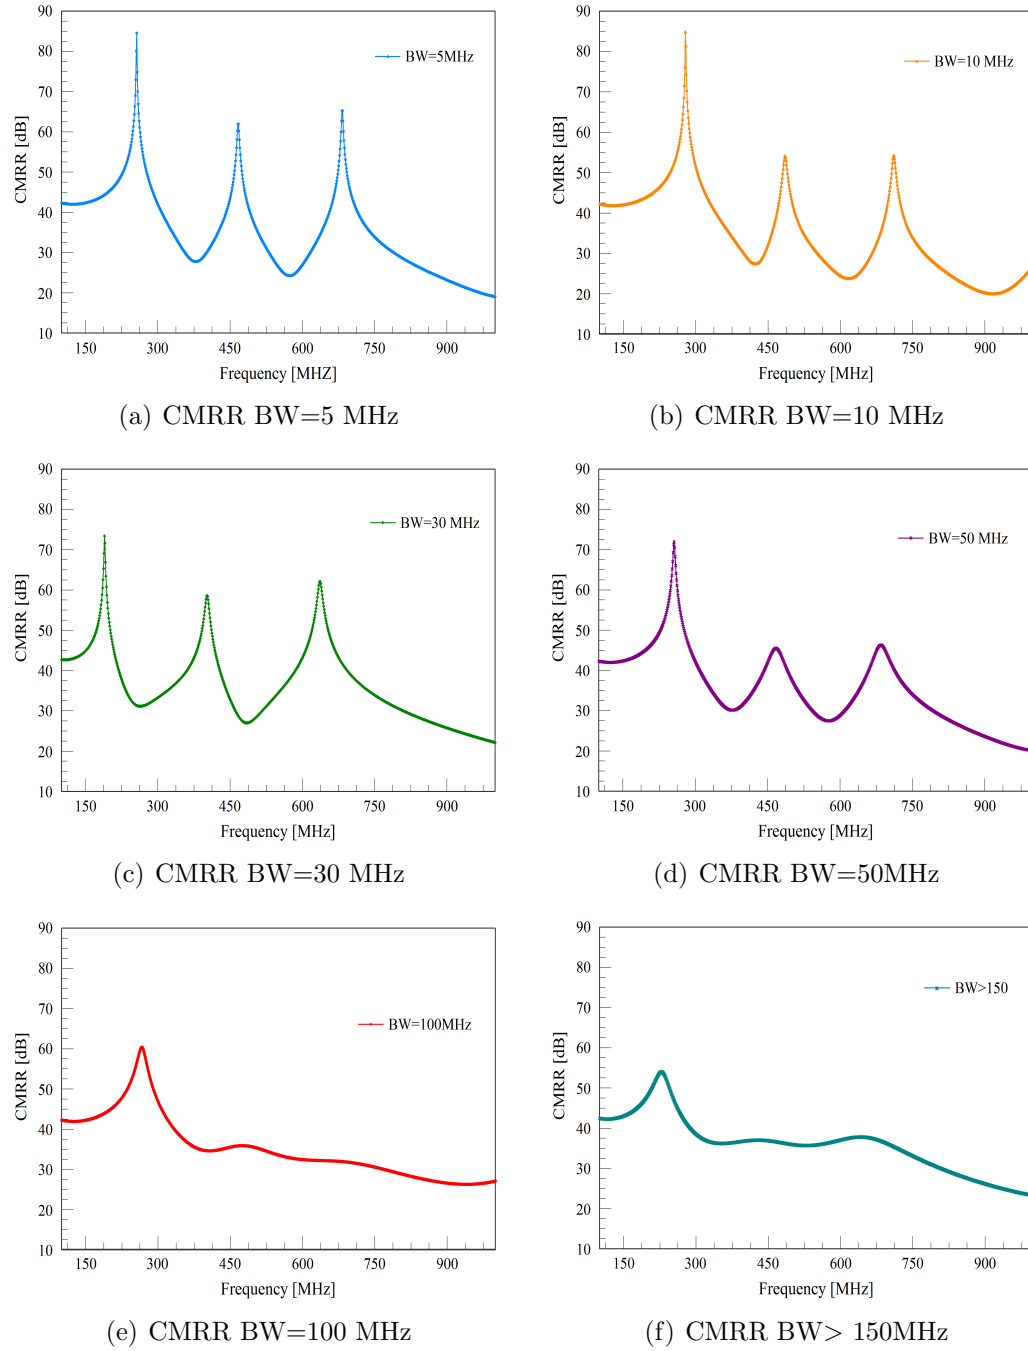 90
80
70
60
50
40
30
20
10
CMRR [dB]
BW=5MHz
150 300 450 600 750 900
Frequency [MHZ]
(a) CMRR BW=5 MHz
90
80
70
60
50
40
30
20
10
CMRR [dB]
BW=10 MHz
150 300 450 600 750 900
Frequency [MHz]
(b) CMRR BW=10 MHz
90
80
70
60
50
40
30
20
10
CMRR [dB]
BW=30 MHz
150 300 450 600 750 900
Frequency [MHz]
(c) CMRR BW=30 MHz
90
80
70
60
50
40
30
20
10
CMRR [dB]
BW=50 MHz
150 300 450 600 750 900
Frequency [MHz]
(d) CMRR BW=50MHz
90
80
70
60
50
40
30
20
10
CMRR [dB]
BW=100MHz
150 300 450 600 750 900
Frequency [MHz]
(e) CMRR BW=100 MHz
90
80
70
60
50
40
30
20
10
CMRR [dB]
BW>150
150 300 450 600 750 900
Frequency [MHz]
(f) CMRR BW> 150MHz